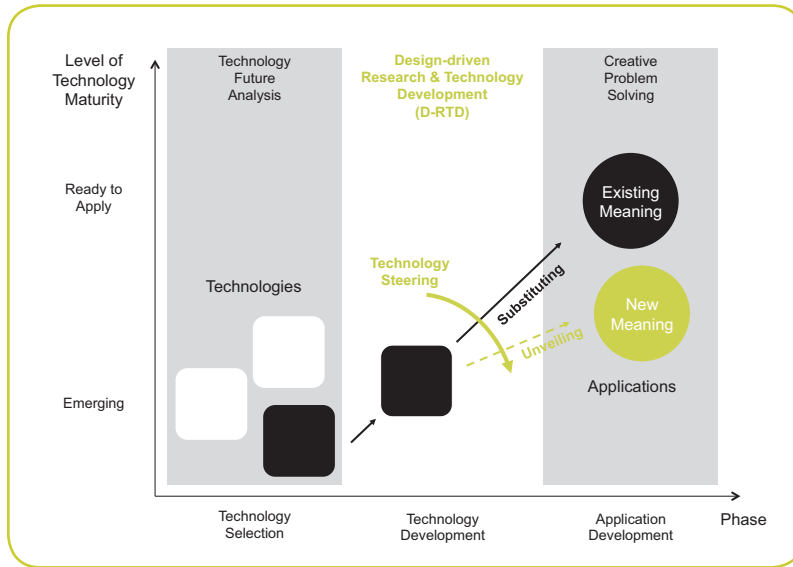 Level of
Technology
Maturity
Technology
Future
Analysis
Design-driven
Research & Technology
Development
(D-RTD)
Creative
Problem
Solving
Ready to
Apply
Existing
Meaning
Technology
Steering
Substituting
Technologies
New
Meaning
Unveiling
Emerging
Applications
Technology
Selection
Technology
Development
Application
Development
Phase